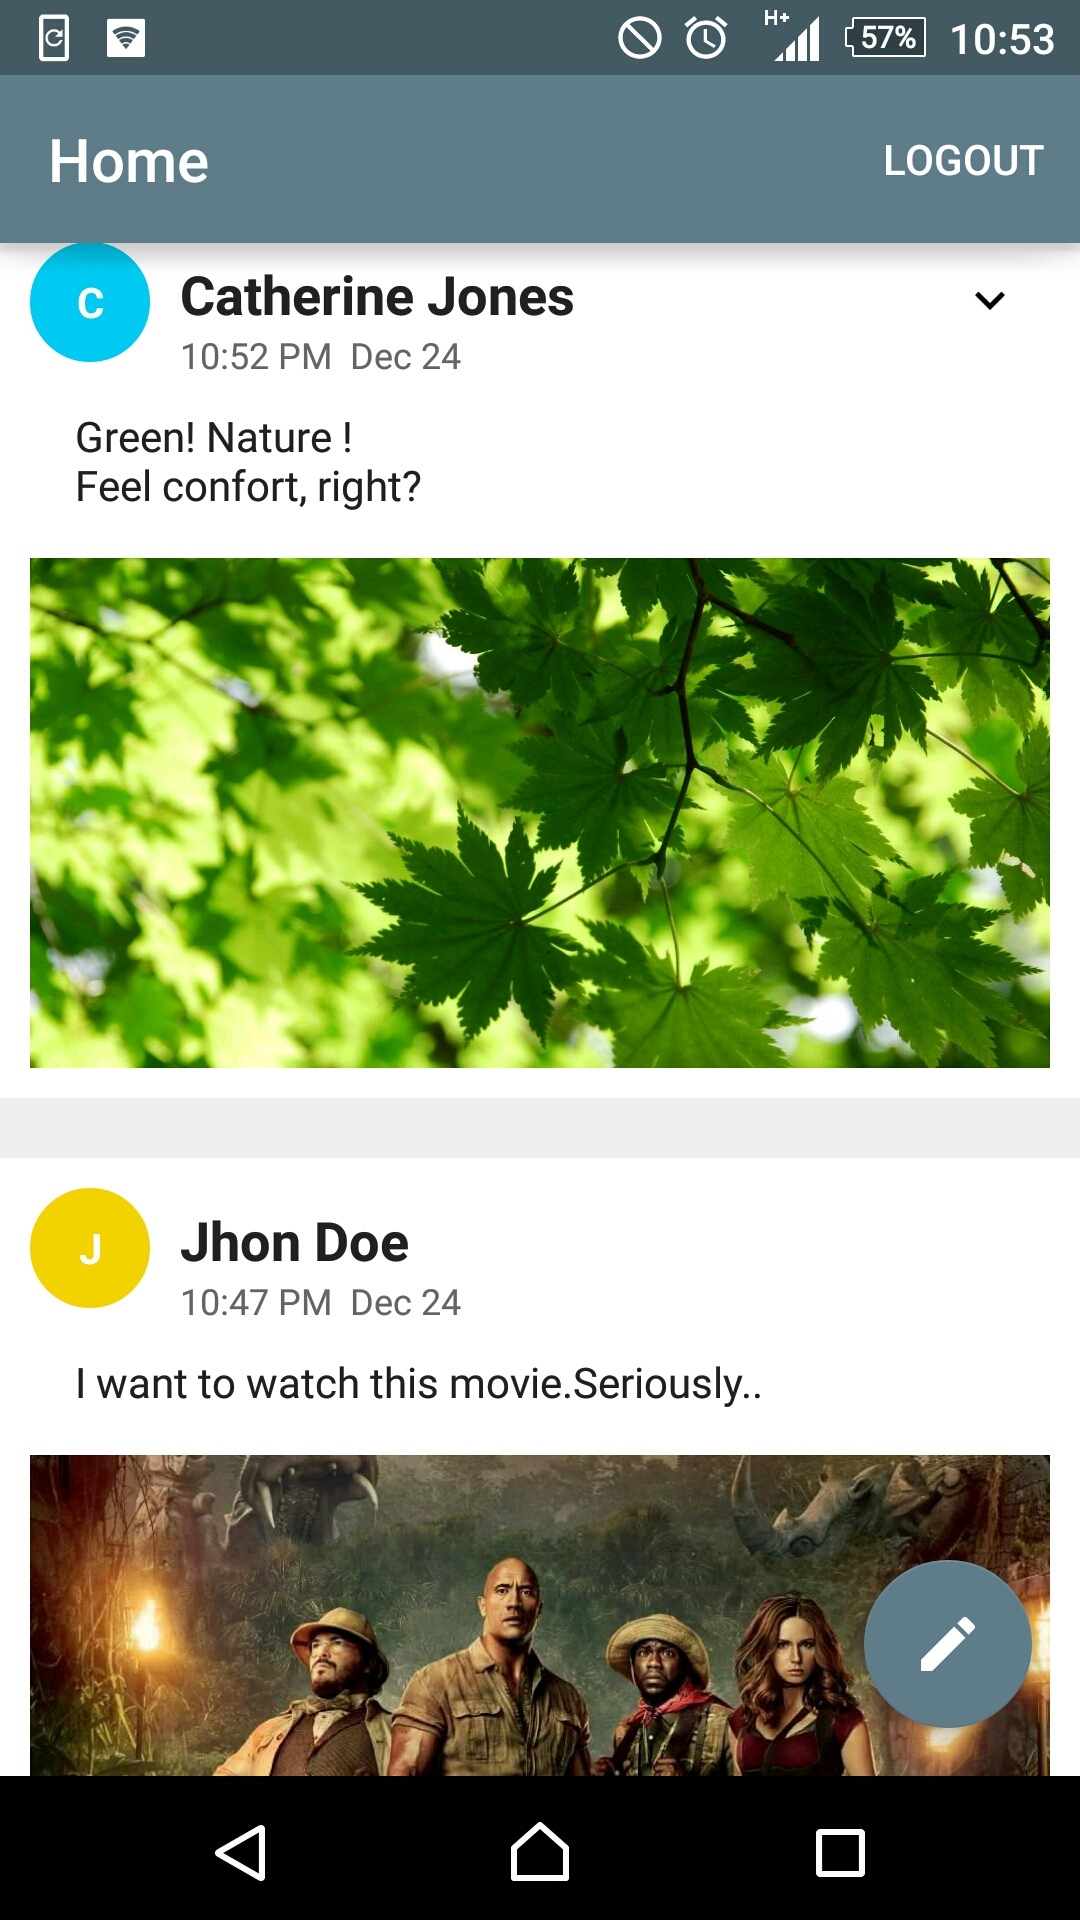 H+
57%
10:53
Home
LOGOUT
C
Catherine Jones
10:52 PM Dec 24
Green! Nature !
Feel confort, right?
J
Jhon Doe
10:47 PM Dec 24
I want to watch this movie.Seriously..